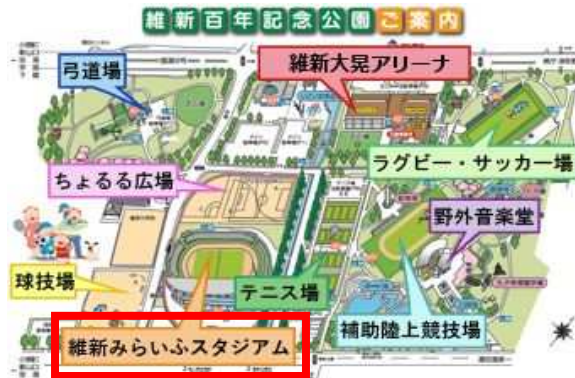 維新百年記念公園ご案内
弓道場
維新大晃アリーナ
ラグビー・サッカー場
ちょるる広場
野外音楽堂
球技場
テニス場
補助陸上競技場
維新みらいふスタジアム